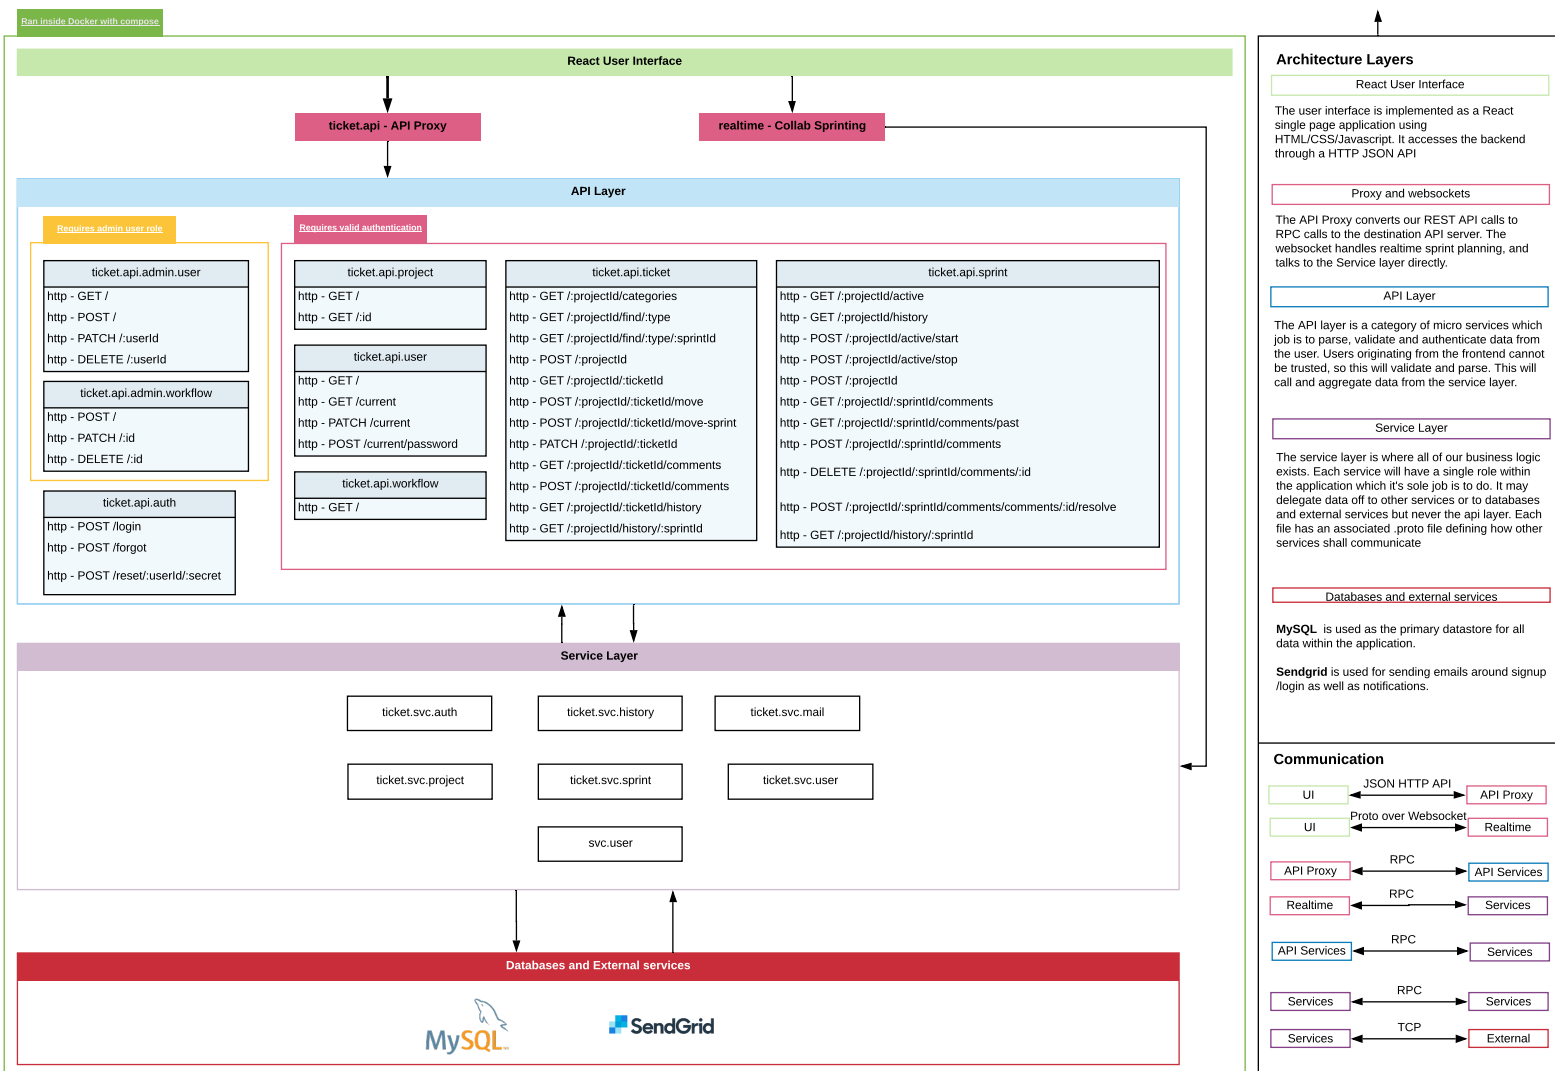 Ran inside Docker with compose
React User Interface
ticket.api - API Proxy
realtime - Collab Sprinting
API Layer
Requires admin user role
ticket.api.admin.user
http - GET /
http - POST /
http - PATCH /:userId
http - DELETE /:userId
ticket.api.admin.workflow
http - POST /
http - PATCH /:id
http - DELETE /:id
ticket.api.auth
http - POST /login
http - POST /forgot
http - POST /reset/:userId/:secret
Requires valid authentication
ticket.api.project
http - GET /
http - GET /:id
ticket.api.user
http - GET /
http - GET /current
http - PATCH /current
http - POST /current/password
ticket.api.workflow
http - GET /
ticket.api.ticket
http - GET /:projectId/categories
http - GET /:projectId/find/:type
http - GET /:projectId/find/:type/:sprintId
http - POST /:projectId
http - GET /:projectId/:ticketId
http - POST /:projectId/:ticketId/move
http - POST /:projectId/:ticketId/move-sprint
http - PATCH /:projectId/:ticketId
http - GET /:projectId/:ticketId/comments
http - POST /:projectId/:ticketId/comments
http - GET /:projectId/:ticketId/history
http - GET /:projectId/history/:sprintId
ticket.api.sprint
http - GET /:projectId/active
http - GET /:projectId/history
http - POST /:projectId/active/start
http - POST /:projectId/active/stop
http - POST /:projectId
http - GET /:projectId/:sprintId/comments
http - GET /:projectId/:sprintId/comments/past
http - POST /:projectId/:sprintId/comments
http - DELETE /:projectId/:sprintId/comments/:id
http - POST /:projectId/:sprintId/comments/comments/:id/resolve
http - GET /:projectId/history/:sprintId
Service Layer
ticket.svc.auth
ticket.svc.history
ticket.svc.mail
ticket.svc.project
ticket.svc.sprint
ticket.svc.user
svc.user
Databases and External services
MySQL
SendGrid
Architecture Layers
React User Interface
The user interface is implemented as a React
single page application using
HTML/CSS/Javascript. It accesses the backend
through a HTTP JSON API
Proxy and websockets
The API Proxy converts our REST API calls to
RPC calls to the destination API server. The
websocket handles realtime sprint planning, and
talks to the Service layer directly.
API Layer
The API layer is a category of micro services which
job is to parse, validate and authenticate data from
the user. Users originating from the frontend cannot
be trusted, so this will validate and parse. This will
call and aggregate data from the service layer.
Service Layer
The service layer is where all of our business logic
exists. Each service will have a single role within
the application which it's sole job is to do. It may
delegate data off to other services or to databases
and external services but never the api layer. Each
file has an associated .proto file defining how other
services shall communicate
Databases and external services
MySQL is used as the primary datastore for all
data within the application.
Sendgrid is used for sending emails around signup
/login as well as notifications.
Communication
UI
JSON HTTP API
API Proxy
UI
Proto over Websocket
Realtime
API Proxy
RPC
API Services
Realtime
RPC
Services
API Services
RPC
Services
Services
RPC
Services
Services
TCP
External